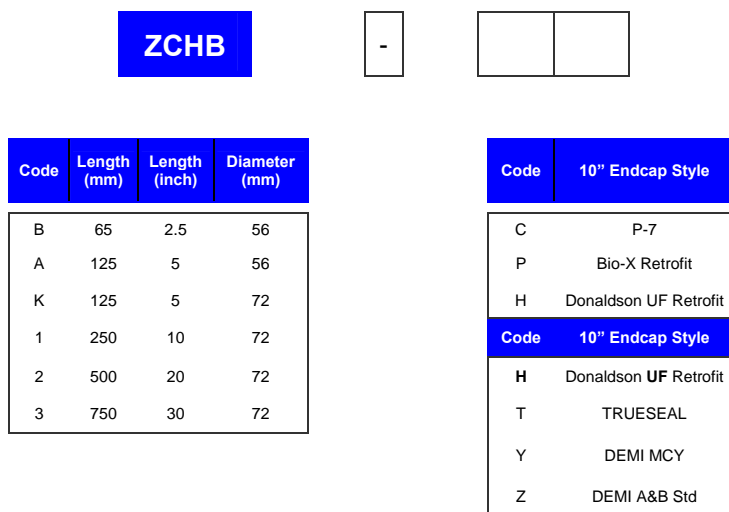 ZCHB -
Code Length (mm) Length (inch) Diameter (mm)
B 65 2.5 56
A 125 5 56
K 125 5 72
1 250 10 72
2 500 20 72
3 750 30 72
Code 10” Endcap Style
C P-7
P Bio-X Retrofit
H Donaldson UF Retrofit
Code 10” Endcap Style
H Donaldson UF Retrofit
T TRUESEAL
Y DEMI MCY
Z DEMI A&B Std